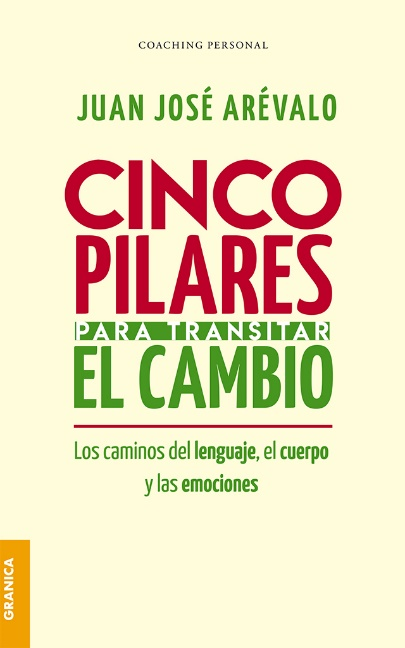 COACHING PERSONAL
JUAN JOSÉ ARÉVALO
CINCO
PILARES
PARA TRANSITAR
EL CAMBIO
Los caminos del lenguaje, el cuerpo
y las emociones
GRANICA